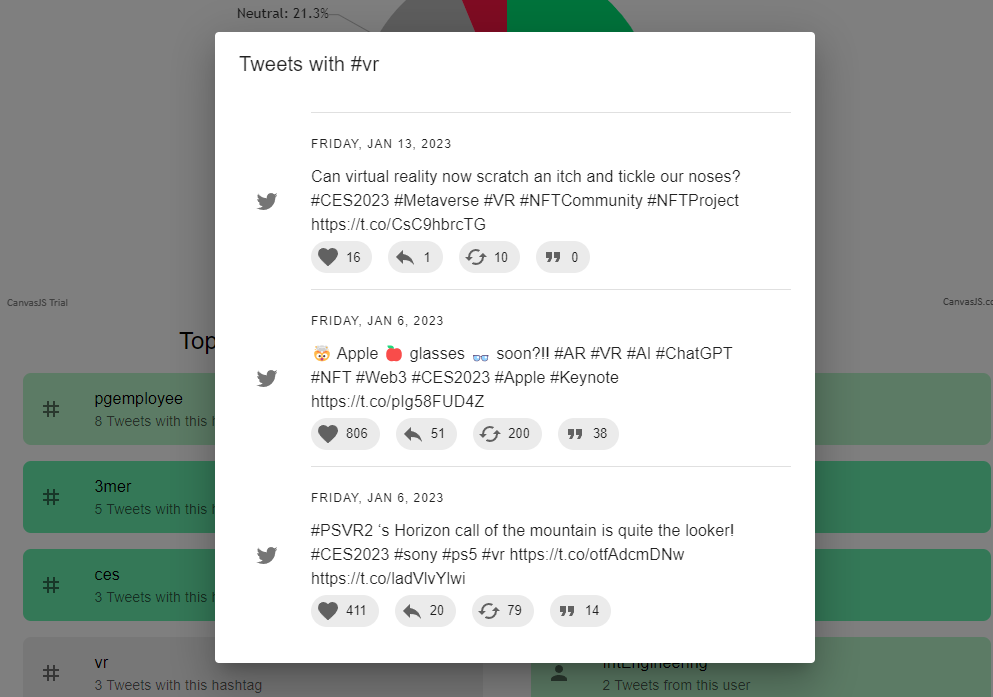 Neutral: 21.3%
Tweets with #vr
FRIDAY, JAN 13, 2023
Can virtual reality now scratch an itch and tickle our noses?
#CES2023 #Metaverse #VR #NFTCommunity #NFTProject
https://t.co/CsC9hbrcTG
16 1 10 0
CanvasJS Trial
CanvasJS.co
FRIDAY, JAN 6, 2023
Top
🤯 Apple 🍎 glasses 👓 soon?!! #AR #VR #AI #ChatGPT
#NFT #Web3 #CES2023 #Apple #Keynote
https://t.co/pIg58FUD4Z
806 51 200 38
pgemployee
8 Tweets with this h
3mer
5 Tweets with this h
FRIDAY, JAN 6, 2023
#PSVR2 ‘s Horizon call of the mountain is quite the looker!
#CES2023 #sony #ps5 #vr https://t.co/otfAdcmDNw
https://t.co/ladVlvYlwi
411 20 79 14
ces
3 Tweets with this h
vr
3 Tweets with this hashtag
2 Tweets from this user